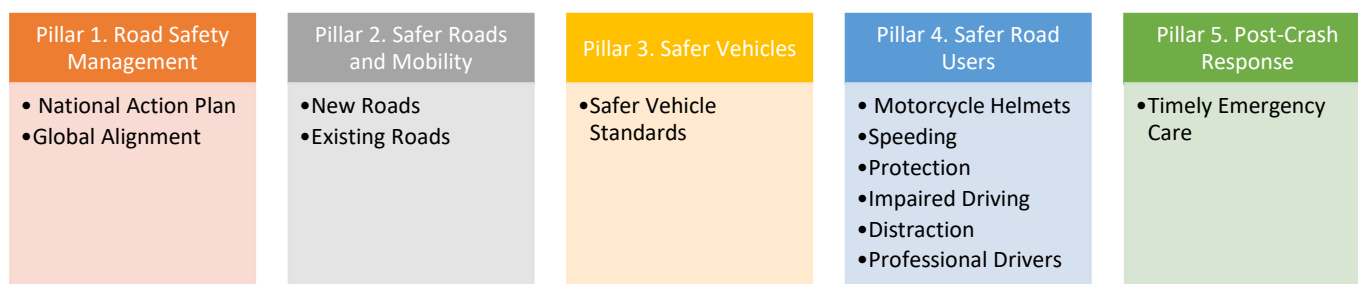 Pillar 1. Road Safety
Management
• National Action Plan
•Global Alignment
Pillar 2. Safer Roads
and Mobility
•New Roads
•Existing Roads
Pillar 3. Safer Vehicles
•Safer Vehicle
Standards
Pillar 4. Safer Road
Users
• Motorcycle Helmets
•Speeding
•Protection
•Impaired Driving
•Distraction
•Professional Drivers
Pillar 5. Post-Crash
Response
•Timely Emergency
Care